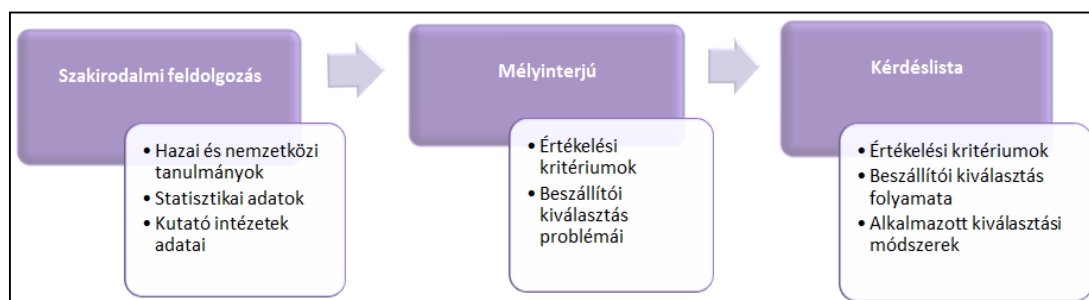 Szakirodalmi feldolgozás
• Hazai és nemzetközi
tanulmányok
• Statisztikai adatok
• Kutató intézetek
adatai
Mélyinterjú
• Értékelési
kritériumok
• Beszállítói
kiválasztás
problémái
Kérdéslista
• Értékelési kritériumok
• Beszállítói kiválasztás
folyamata
• Alkalmazott kiválasztási
módszerek